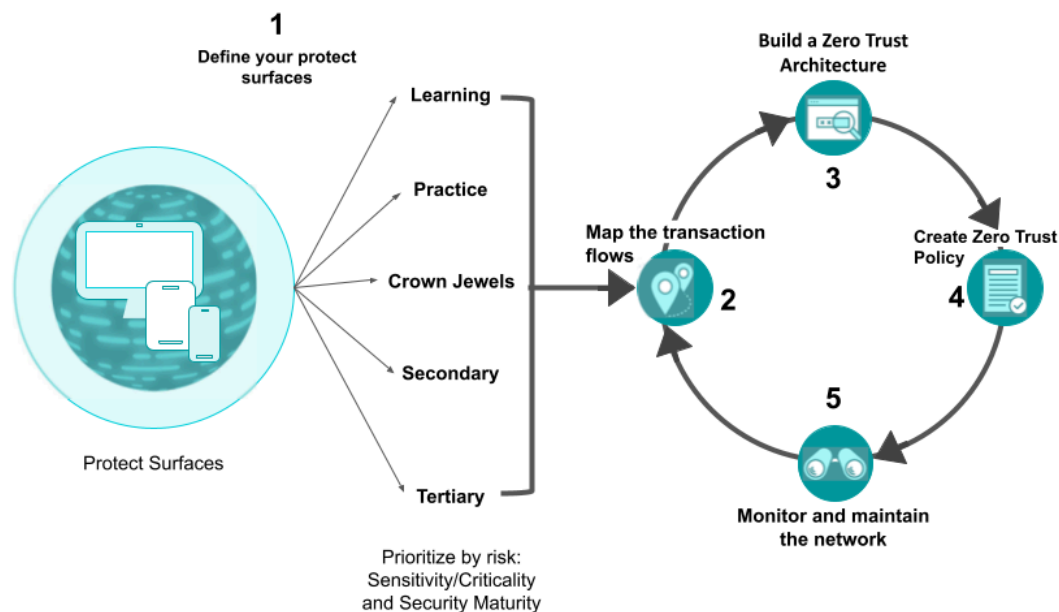 1
Define your protect
surfaces
Learning
Practice
Crown Jewels
Secondary
Tertiary
Protect Surfaces
Prioritize by risk:
Sensitivity/Criticality
and Security Maturity
Map the transaction
flows
2
Build a Zero Trust
Architecture
3
Create Zero Trust
Policy
4
5
Monitor and maintain
the network